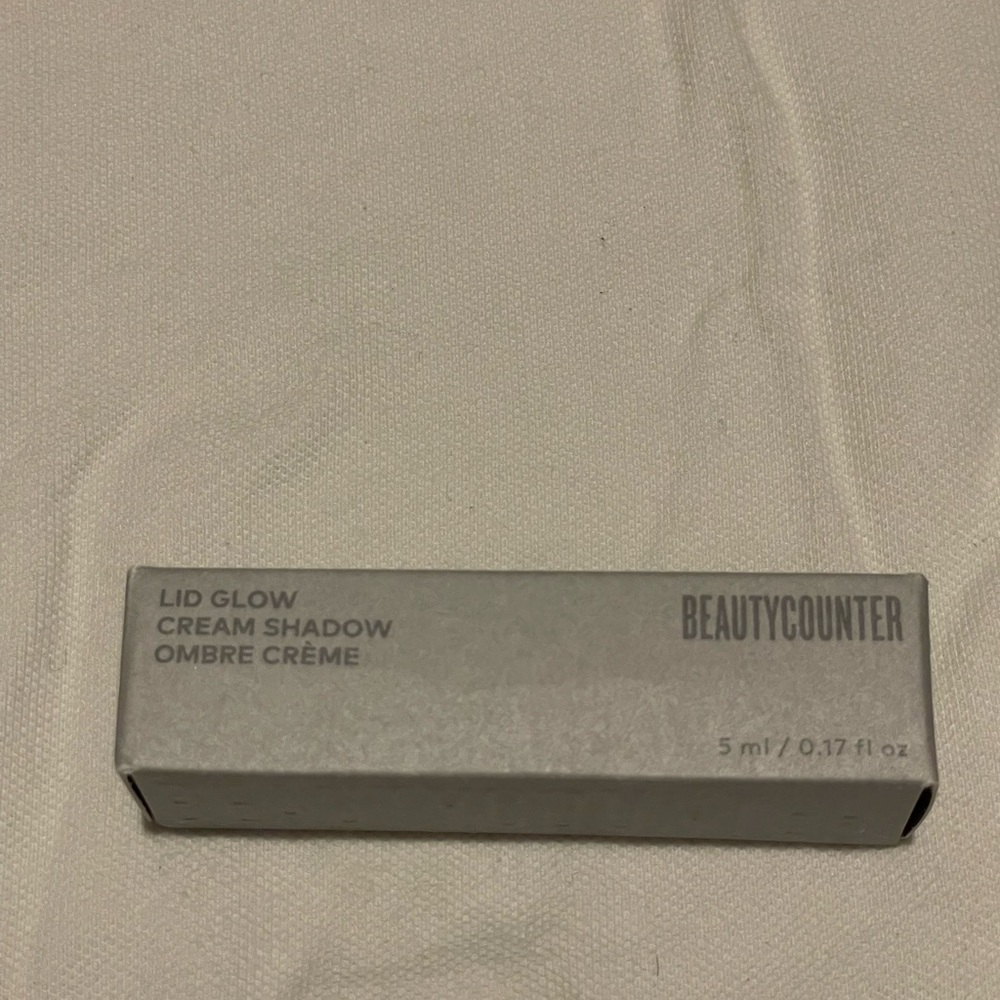 LID GLOW
CREAM SHADOW
OMBRE CRÈME
BEAUTYCOUNTER
5 ml / 0.17 fl oz